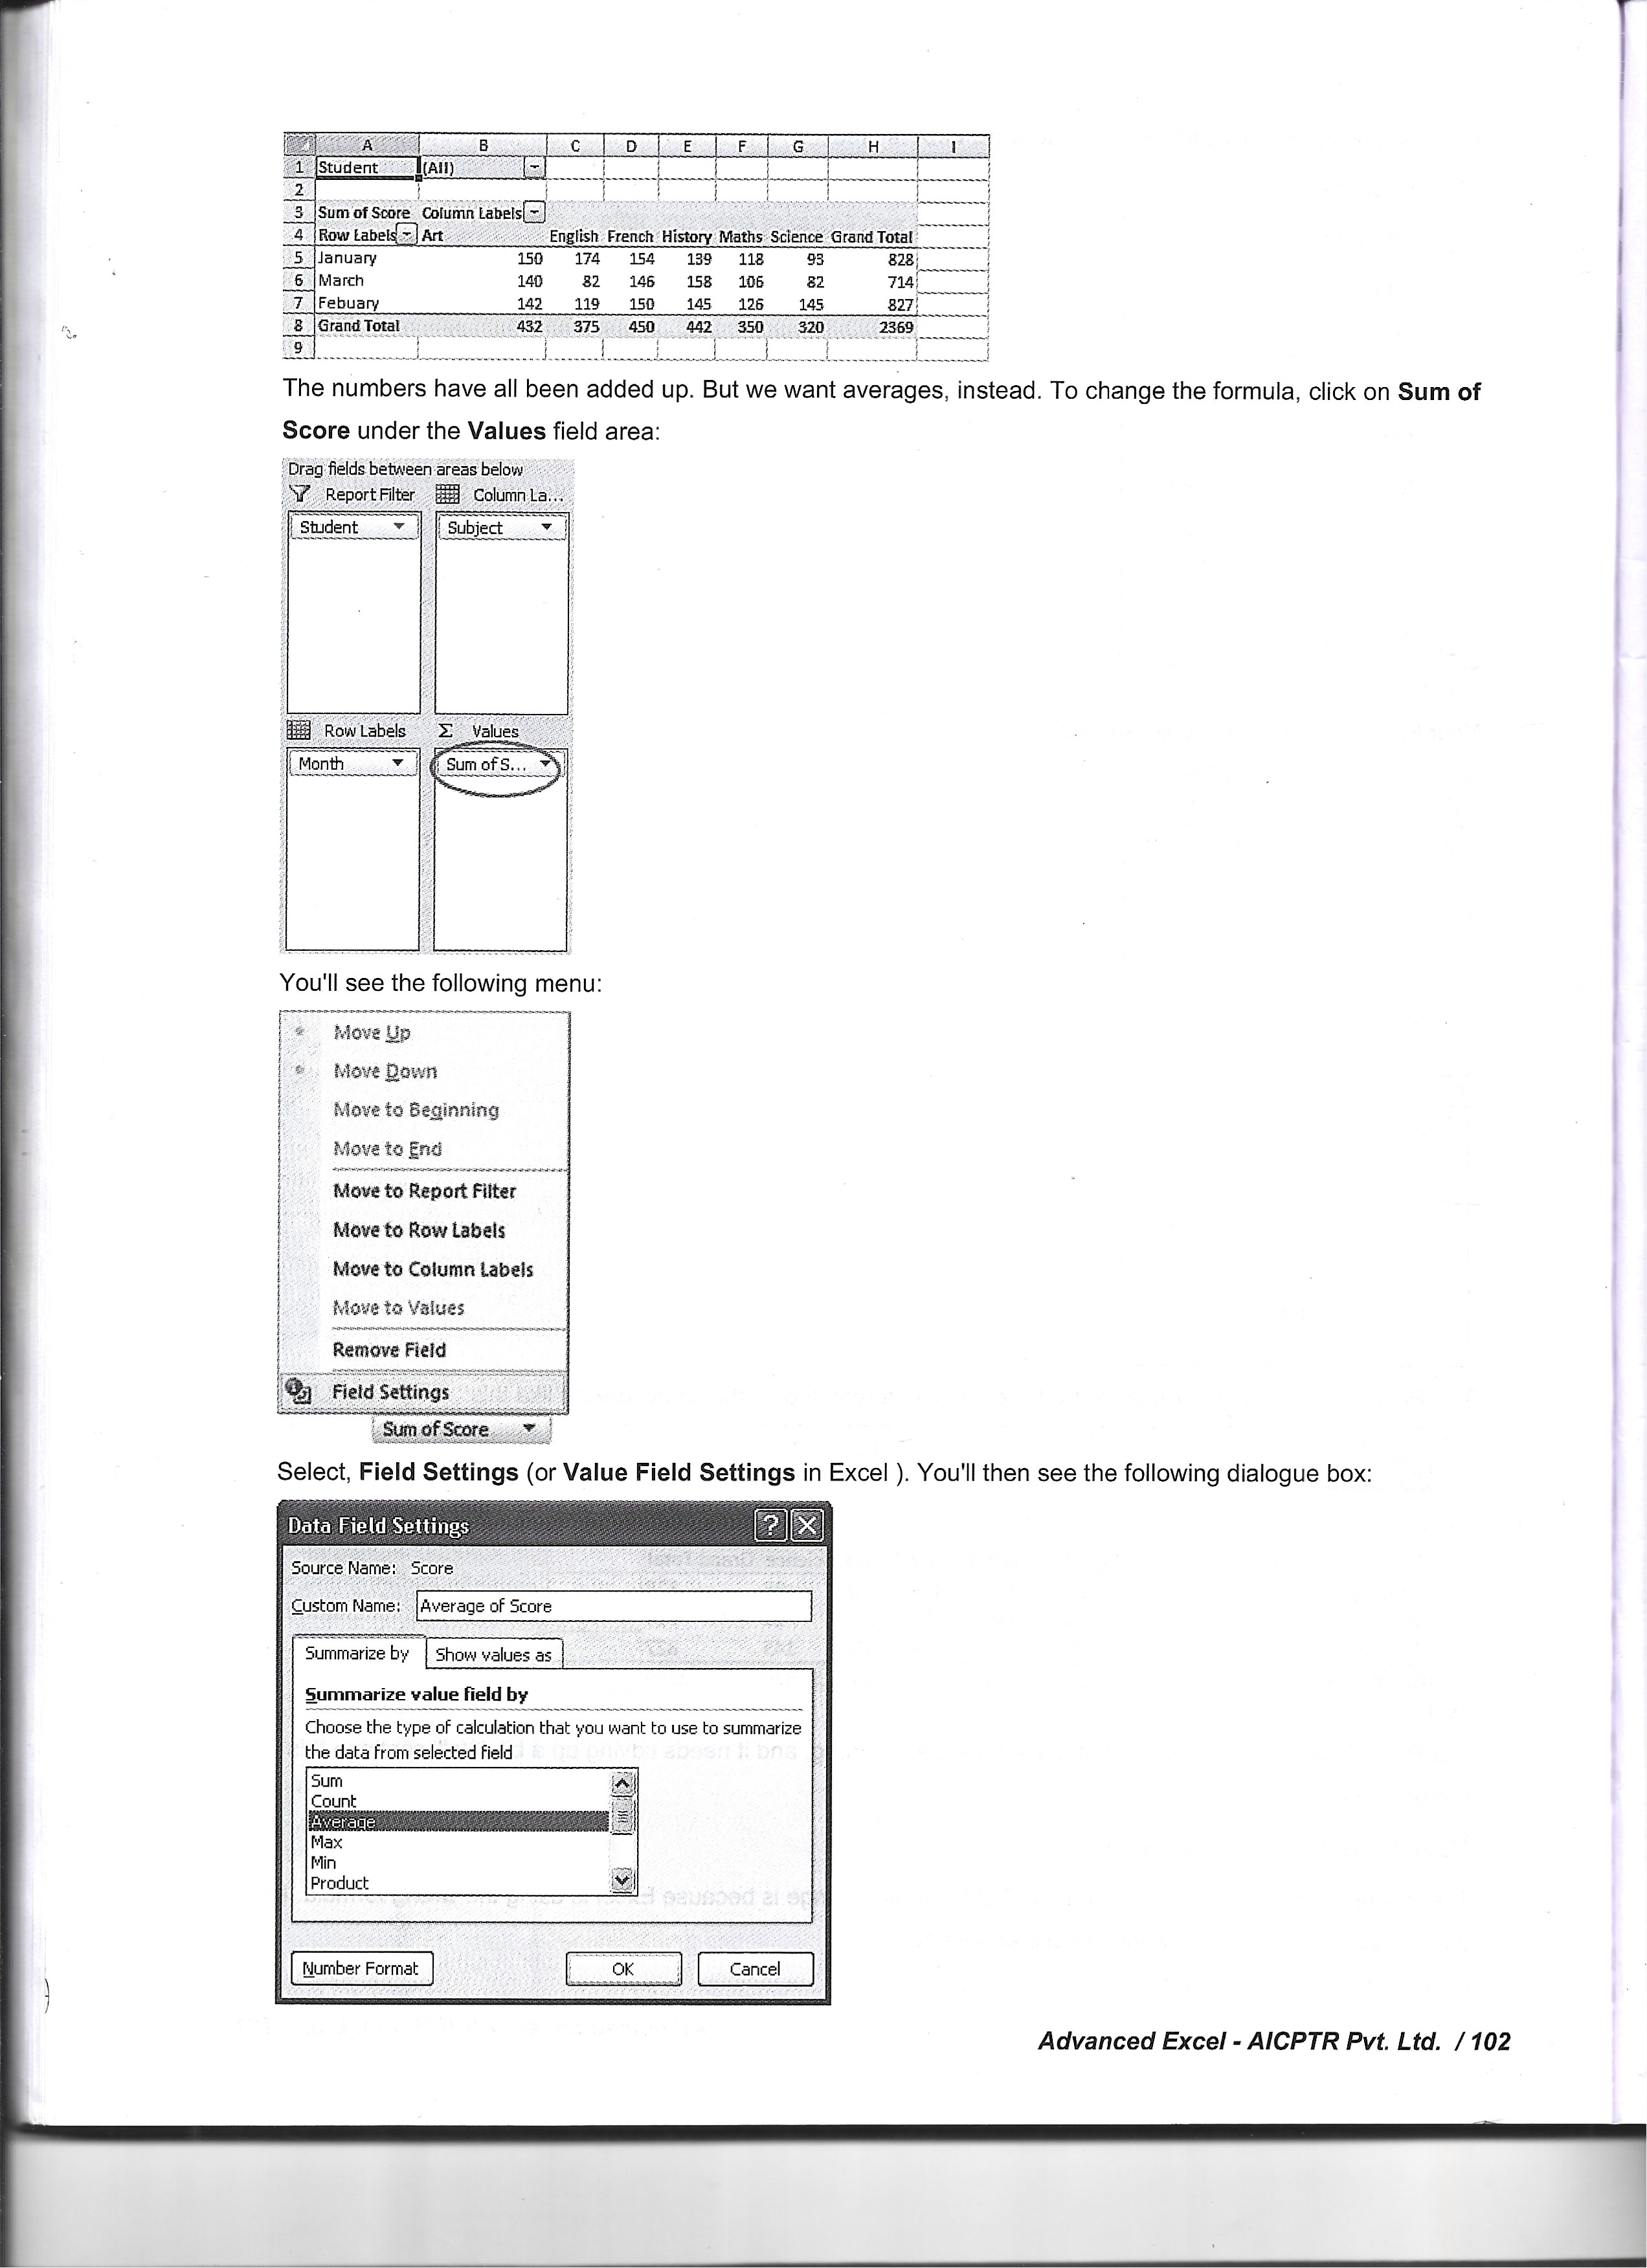 A B C D E F G H I
1 Student (All)
2
3 Sum of Score Column Labels
4 Row Labels Art English French History Maths Science Grand Total
5 January 150 174 154 139 118 93 828
6 March 140 82 146 158 106 82 714
7 Febuary 142 119 150 145 126 145 827
8 Grand Total 432 375 450 442 350 320 2369
9
The numbers have all been added up. But we want averages, instead. To change the formula, click on Sum of
Score under the Values field area:
Drag fields between areas below
Report Filter Column La...
Student Subject
Row Labels Σ Values
Month Sum of S...
You'll see the following menu:
Move Up
Move Down
Move to Beginning
Move to End
Move to Report Filter
Move to Row Labels
Move to Column Labels
Move to Values
Remove Field
Field Settings
Sum of Score
Select, Field Settings (or Value Field Settings in Excel ). You'll then see the following dialogue box:
Data Field Settings ? X
Source Name: Score
Custom Name: Average of Score
Summarize by Show values as
Summarize value field by
Choose the type of calculation that you want to use to summarize
the data from selected field
Sum
Count
Average
Max
Min
Product
Number Format OK Cancel
Advanced Excel - AICPTR Pvt. Ltd. / 102